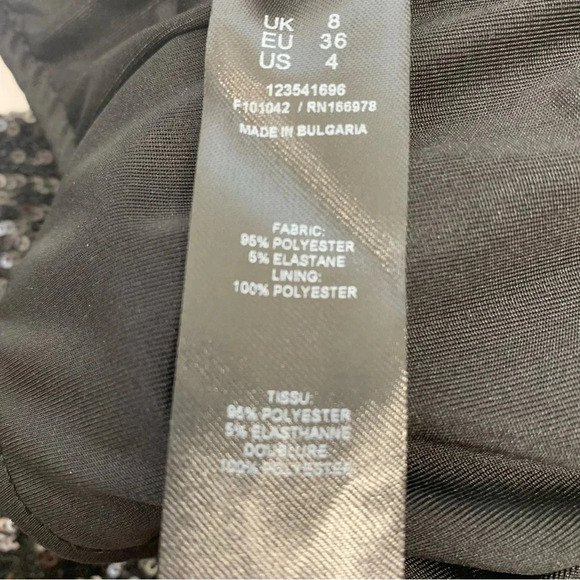 UK 8
EU 36
US 4
123541696
F101042 / RN166978
MADE IN BULGARIA
FABRIC:
95% POLYESTER
5% ELASTANE
LINING:
100% POLYESTER
TISSU:
95% POLYESTER
5% ELASTHANNE
DOUBLURE
100% POLYESTER